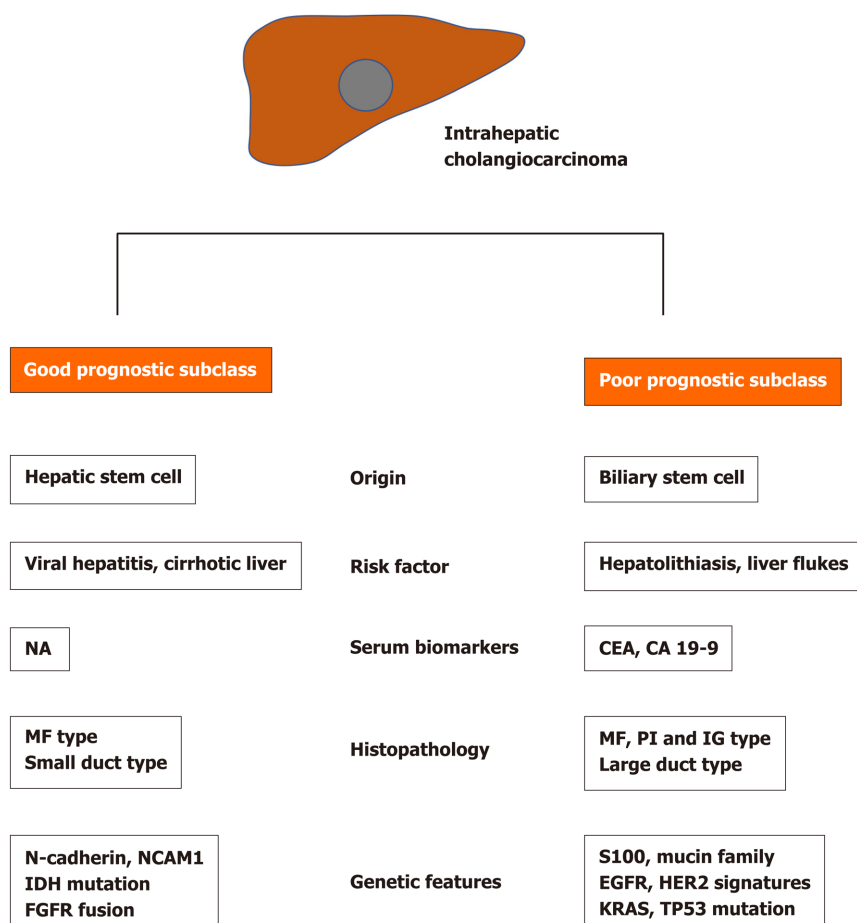 Intrahepatic
cholangiocarcinoma
Good prognostic subclass
Poor prognostic subclass
Hepatic stem cell
Origin
Biliary stem cell
Viral hepatitis, cirrhotic liver
Risk factor
Hepatolithiasis, liver flukes
NA
Serum biomarkers
CEA, CA 19-9
MF type
Small duct type
Histopathology
MF, PI and IG type
Large duct type
N-cadherin, NCAM1
IDH mutation
FGFR fusion
Genetic features
S100, mucin family
EGFR, HER2 signatures
KRAS, TP53 mutation